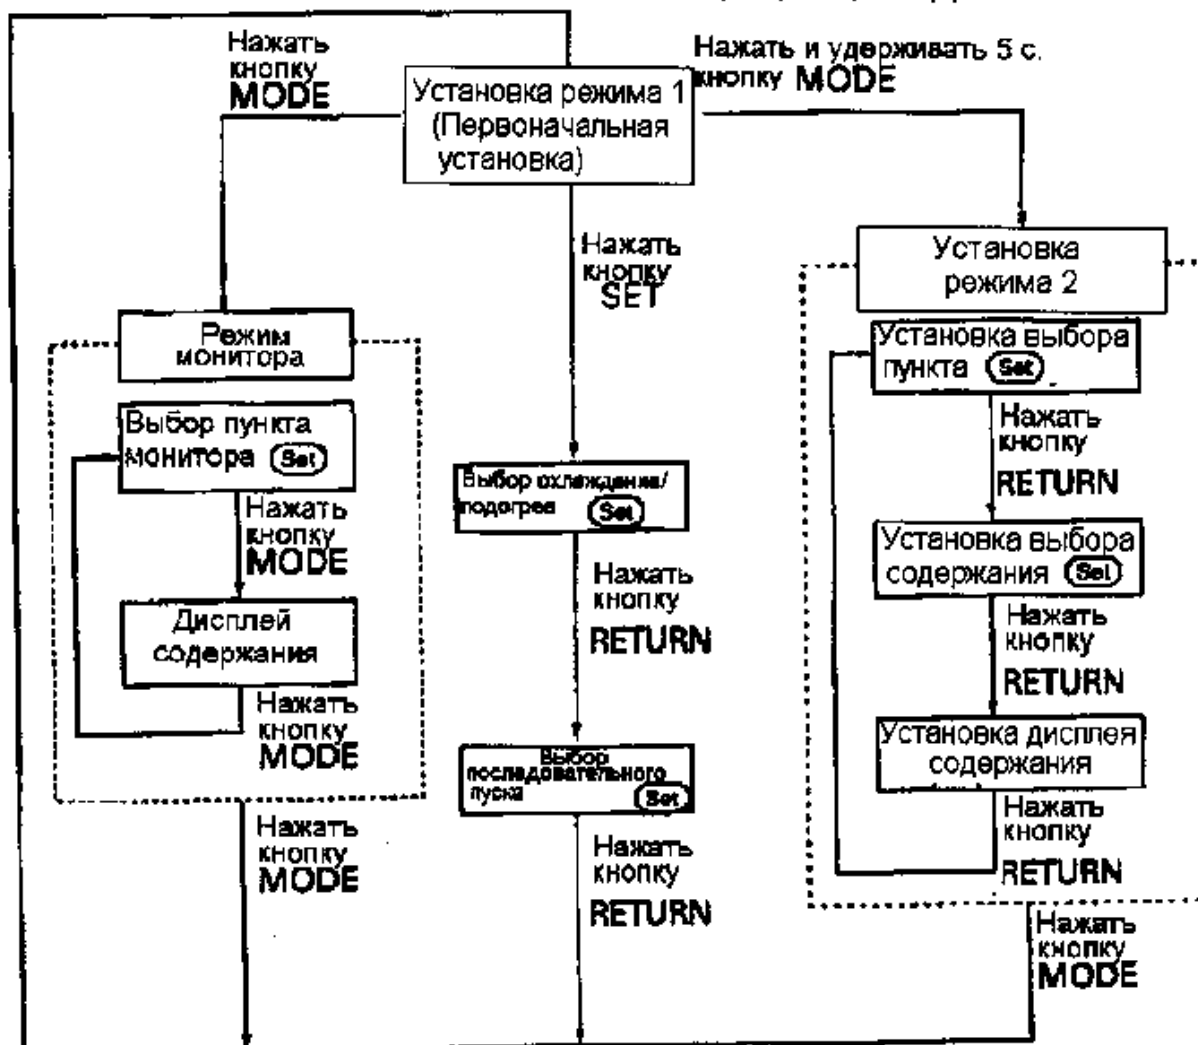 Нажать
кнопку
MODE
Установка режима 1
(Первоначальная
установка)
Нажать и удерживать 5 с.
кнопку MODE
Нажать
кнопку
SET
Режим
монитора
Выбор пункта
монитора Set
Нажать
кнопку
MODE
Дисплей
содержания
Нажать
кнопку
MODE
Нажать
кнопку
MODE
Выбор охлаждение/
подогрев Set
Нажать
кнопку
RETURN
Выбор
последовательного
пуска Set
Нажать
кнопку
RETURN
Установка
режима 2
Установка выбора
пункта Set
Нажать
кнопку
RETURN
Установка выбора
содержания Set
Нажать
кнопку
RETURN
Установка дисплея
содержания
Нажать
кнопку
RETURN
Нажать
кнопку
MODE